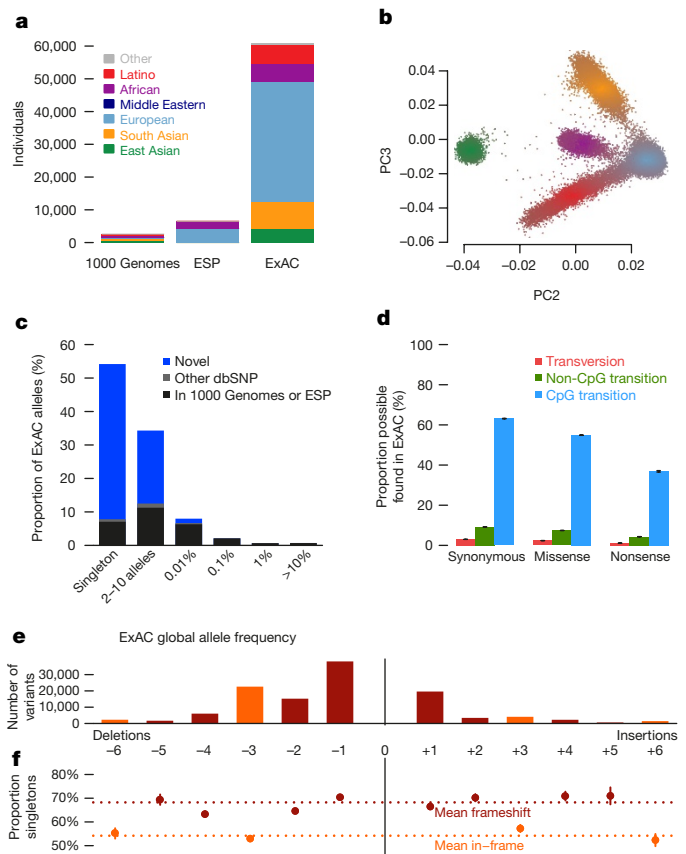 a
60,000
50,000
40,000
30,000
20,000
10,000
0
Individuals
Other
Latino
African
Middle Eastern
European
South Asian
East Asian
1000 Genomes
ESP
ExAC
b
0.04
0.02
0.00
−0.02
−0.04
−0.06
PC3
−0.04
−0.02
0.00
0.02
PC2
c
60
50
40
30
20
10
0
Proportion of ExAC alleles (%)
Novel
Other dbSNP
In 1000 Genomes or ESP
Singleton
2–10 alleles
0.01%
0.1%
1%
>10%
ExAC global allele frequency
d
100
80
60
40
20
0
Proportion possible
found in ExAC (%)
Transversion
Non-CpG transition
CpG transition
Synonymous
Missense
Nonsense
e
Number of
variants
30,000
20,000
10,000
0
Deletions
Insertions
−6
−5
−4
−3
−2
−1
0
+1
+2
+3
+4
+5
+6
f
Proportion
singletons
80%
70%
60%
50%
Mean frameshift
Mean in-frame